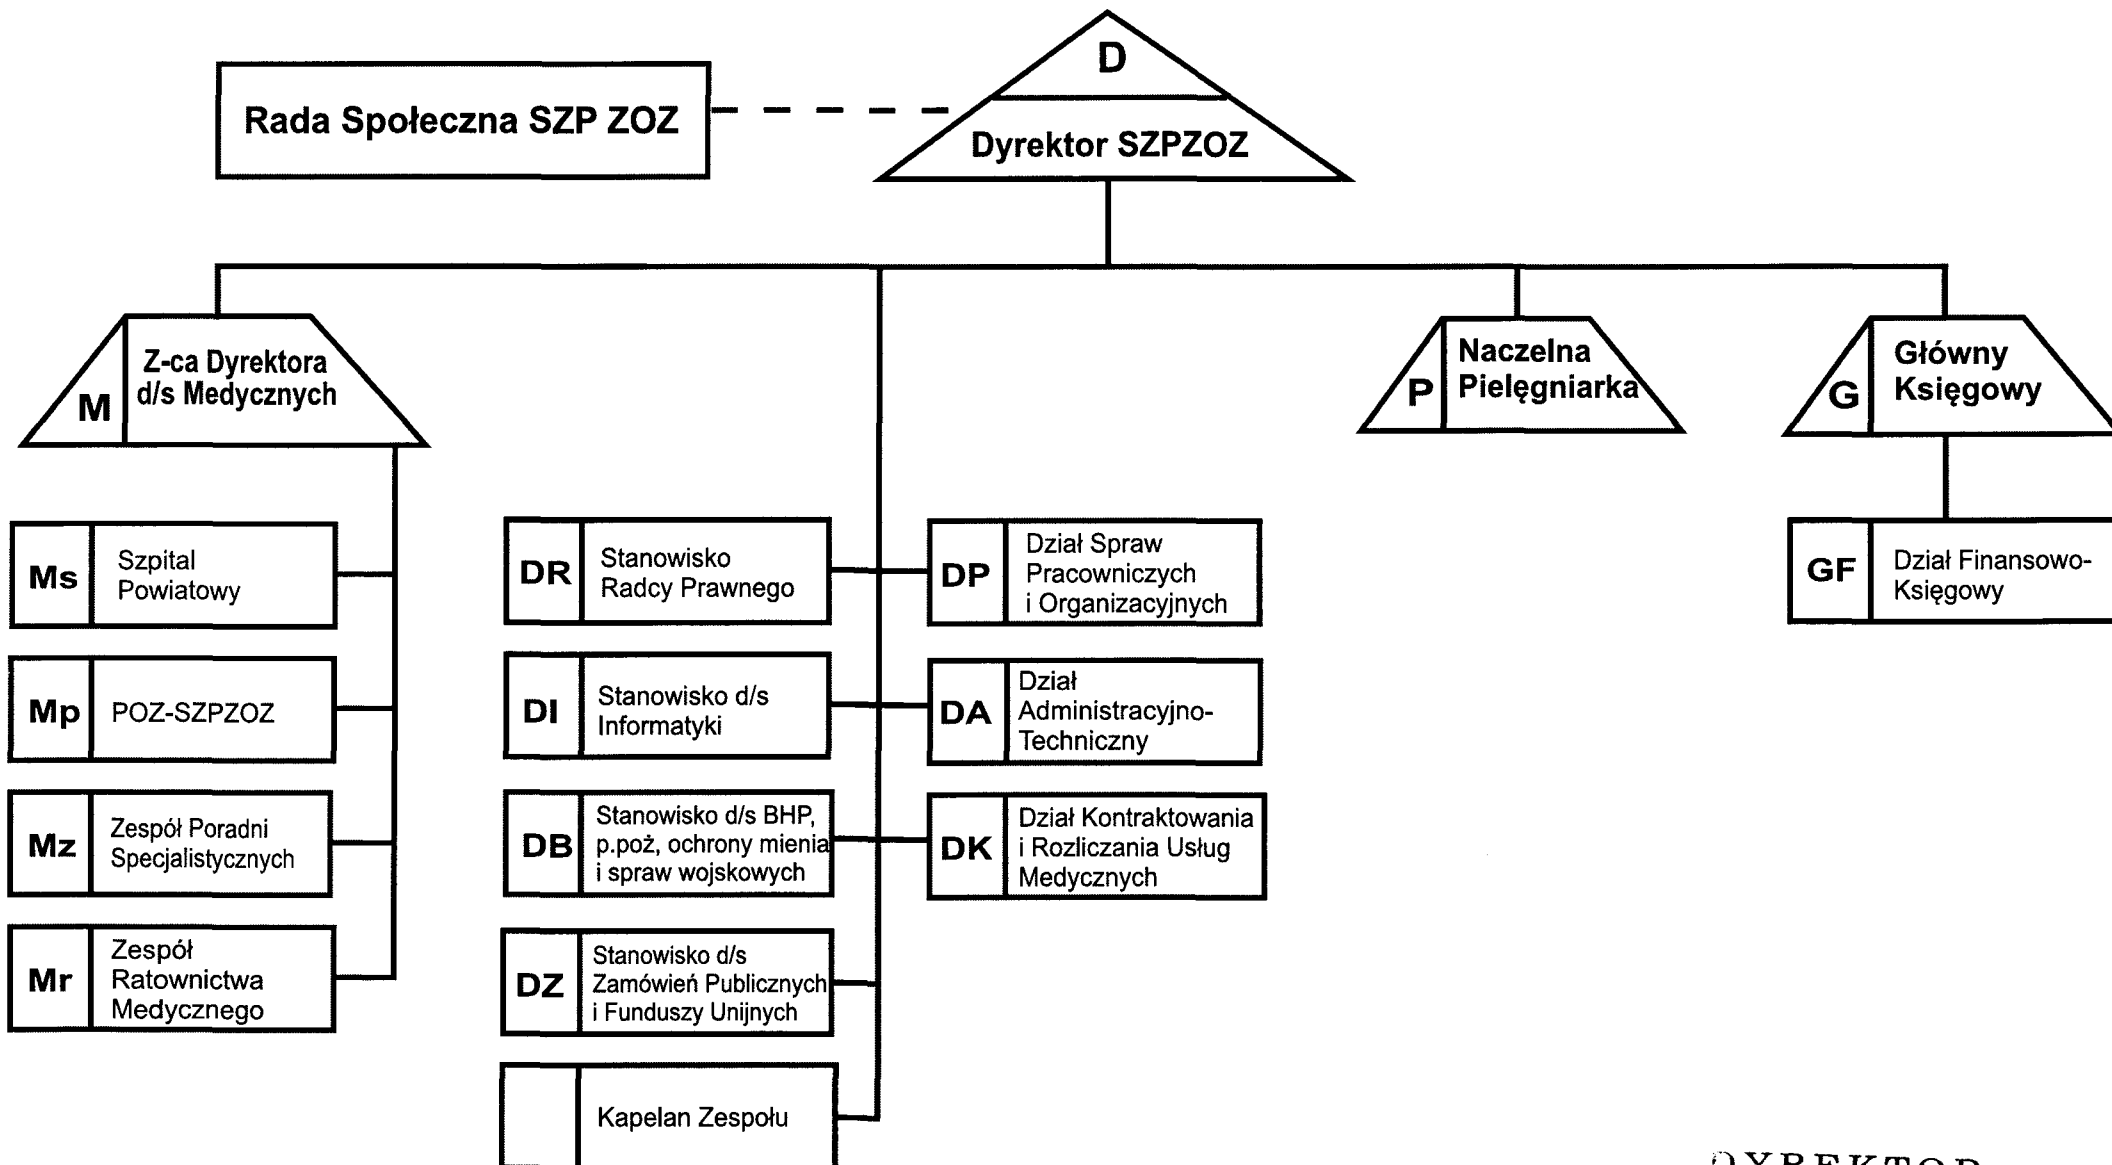 D
Rada Społeczna SZP ZOZ
Dyrektor SZPZOZ
M
Z-ca Dyrektora
d/s Medycznych
P
Naczelna
Pielęgniarka
G
Główny
Księgowy
Ms
Szpital
Powiatowy
Mp
POZ-SZPZOZ
Mz
Zespół Poradni
Specjalistycznych
Mr
Zespół
Ratownictwa
Medycznego
DR
Stanowisko
Radcy Prawnego
DI
Stanowisko d/s
Informatyki
DB
Stanowisko d/s BHP,
p.poż, ochrony mienia
i spraw wojskowych
DZ
Stanowisko d/s
Zamówień Publicznych
i Funduszy Unijnych
Kapelan Zespołu
DP
Dział Spraw
Pracowniczych
i Organizacyjnych
DA
Dział
Administracyjno-
Techniczny
DK
Dział Kontraktowania
i Rozliczania Usług
Medycznych
GF
Dział Finansowo-
Księgowy
DYREKTOR